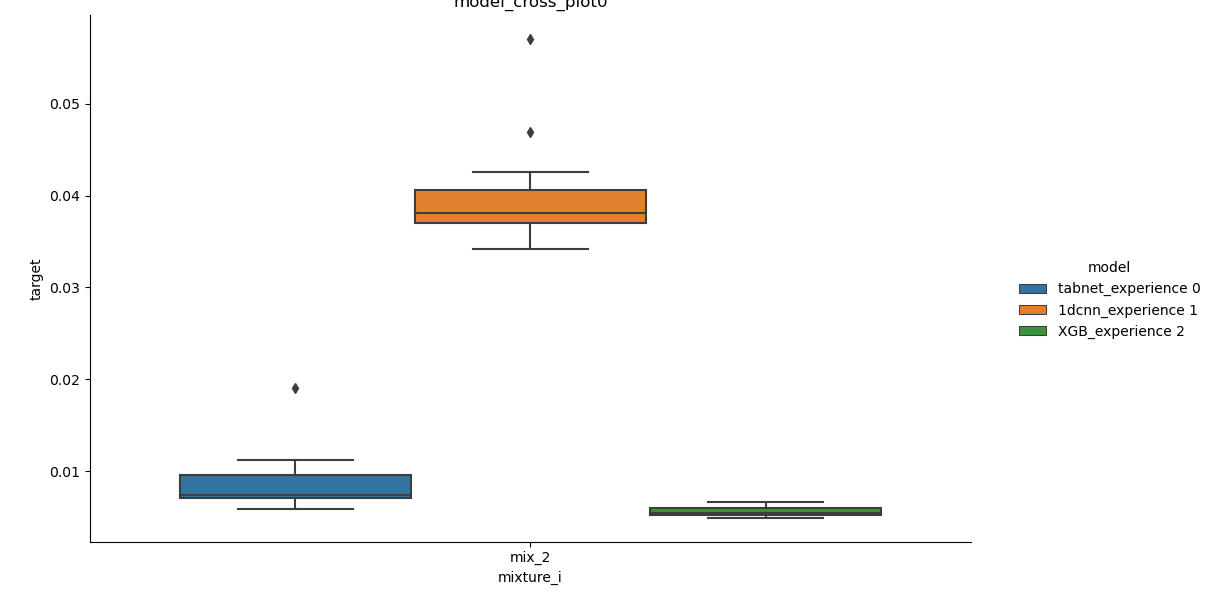 model_cross_plot0
0.05
0.04
0.03
0.02
0.01
target
mix_2
mixture_i
model
tabnet_experience 0
1dcnn_experience 1
XGB_experience 2